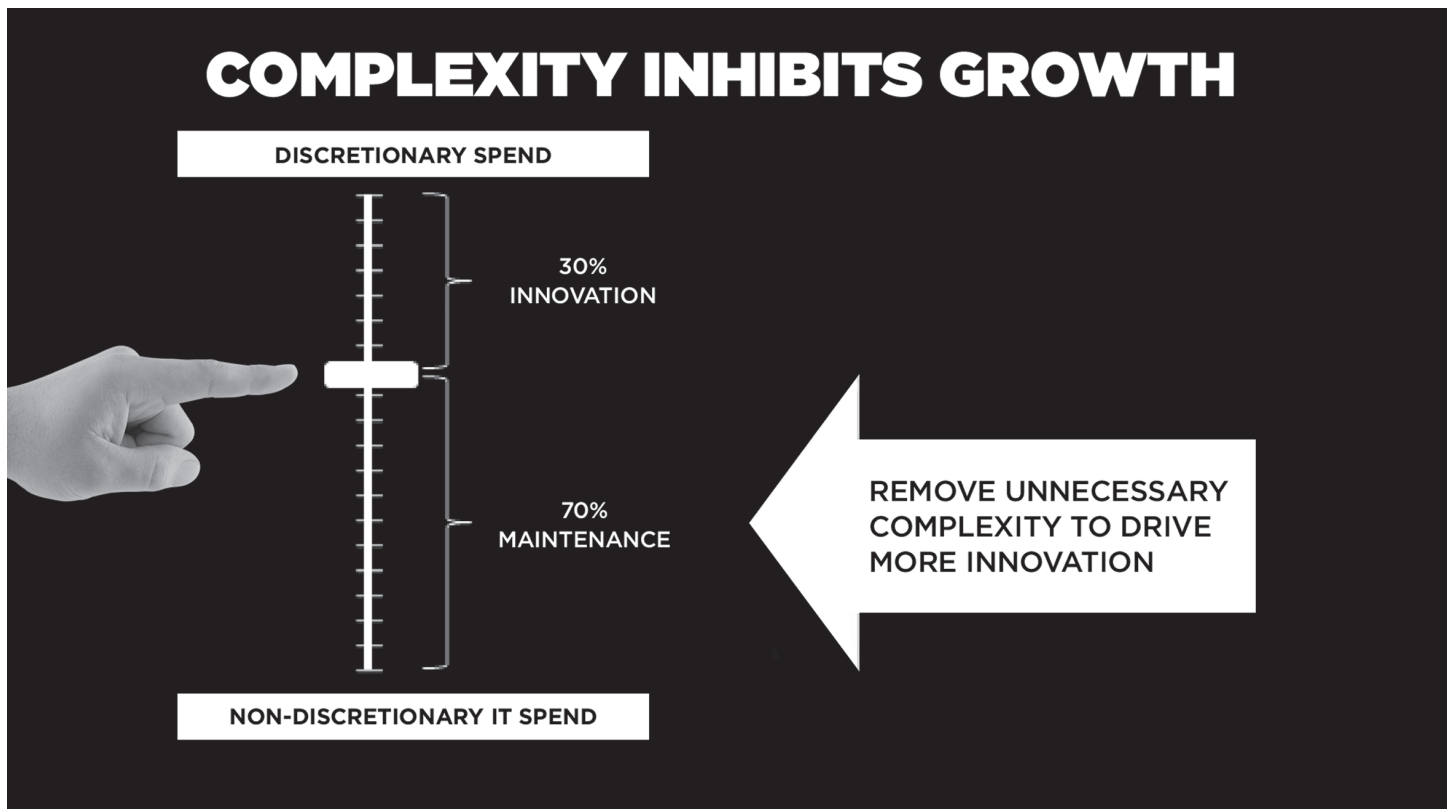 COMPLEXITY INHIBITS GROWTH
DISCRETIONARY SPEND
30%
INNOVATION
70%
MAINTENANCE
REMOVE UNNECESSARY
COMPLEXITY TO DRIVE
MORE INNOVATION
NON-DISCRETIONARY IT SPEND